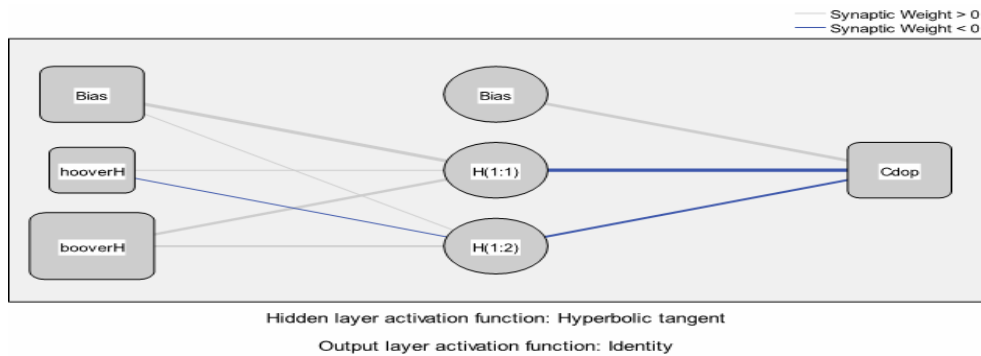 Synaptic Weight > 0
Synaptic Weight < 0
Bias
Bias
hooverH
H(1:1)
Cdop
booverH
H(1:2)
Hidden layer activation function: Hyperbolic tangent
Output layer activation function: Identity